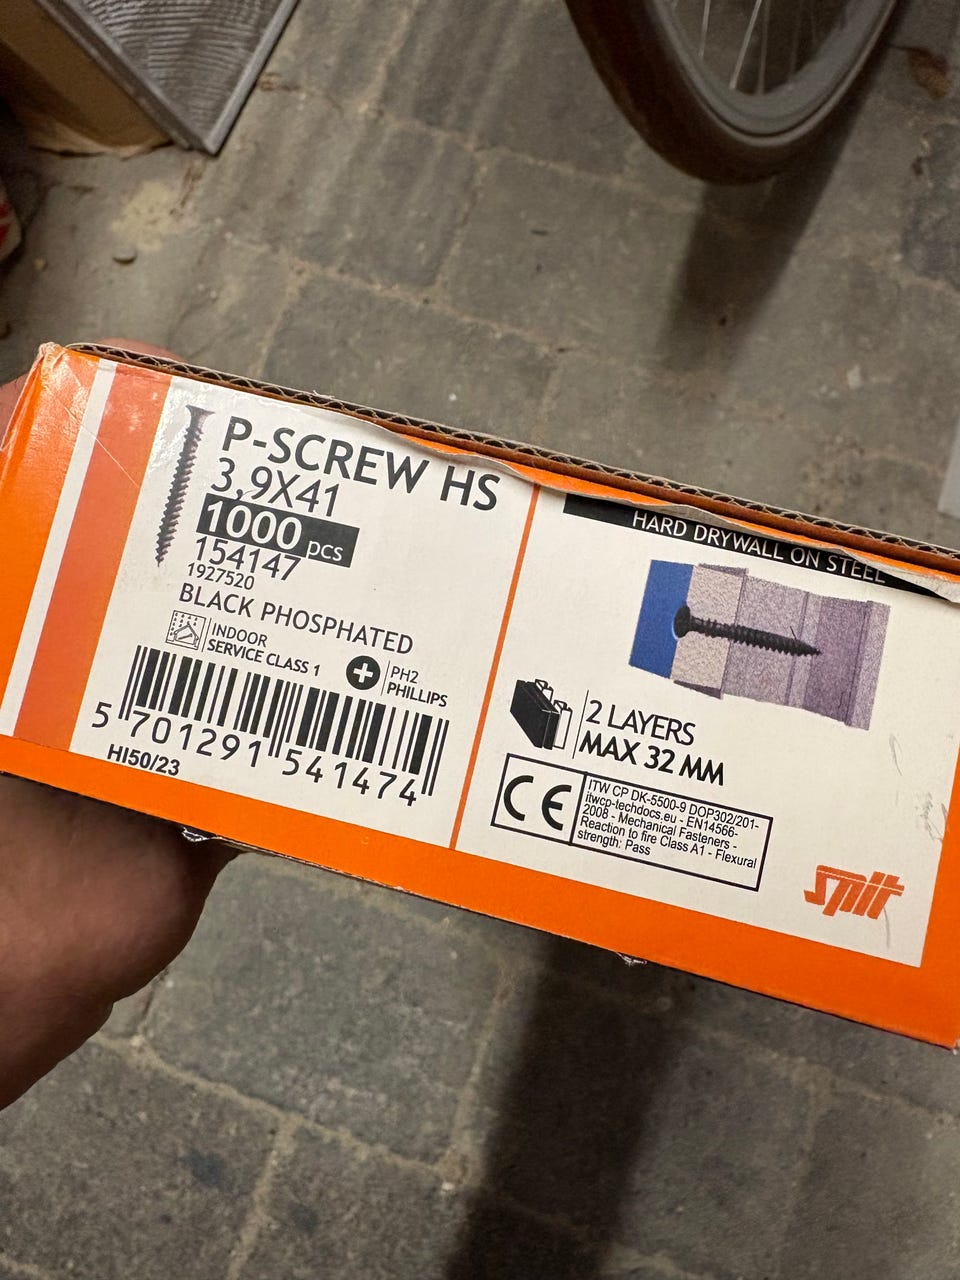 P-SCREW HS
3,9X41
1000 pcs
154147
1927520
BLACK PHOSPHATED
INDOOR
SERVICE CLASS 1
PH2
PHILLIPS
5 701291 541474
HI50/23
HARD DRYWALL ON STEEL
2 LAYERS
MAX 32 MM
CE
ITW CP DK-5500-9 DOP302/201-
itwcp-techdocs.eu - EN14566-
2008 - Mechanical Fasteners -
Reaction to fire Class A1 - Flexural
strength: Pass
spit